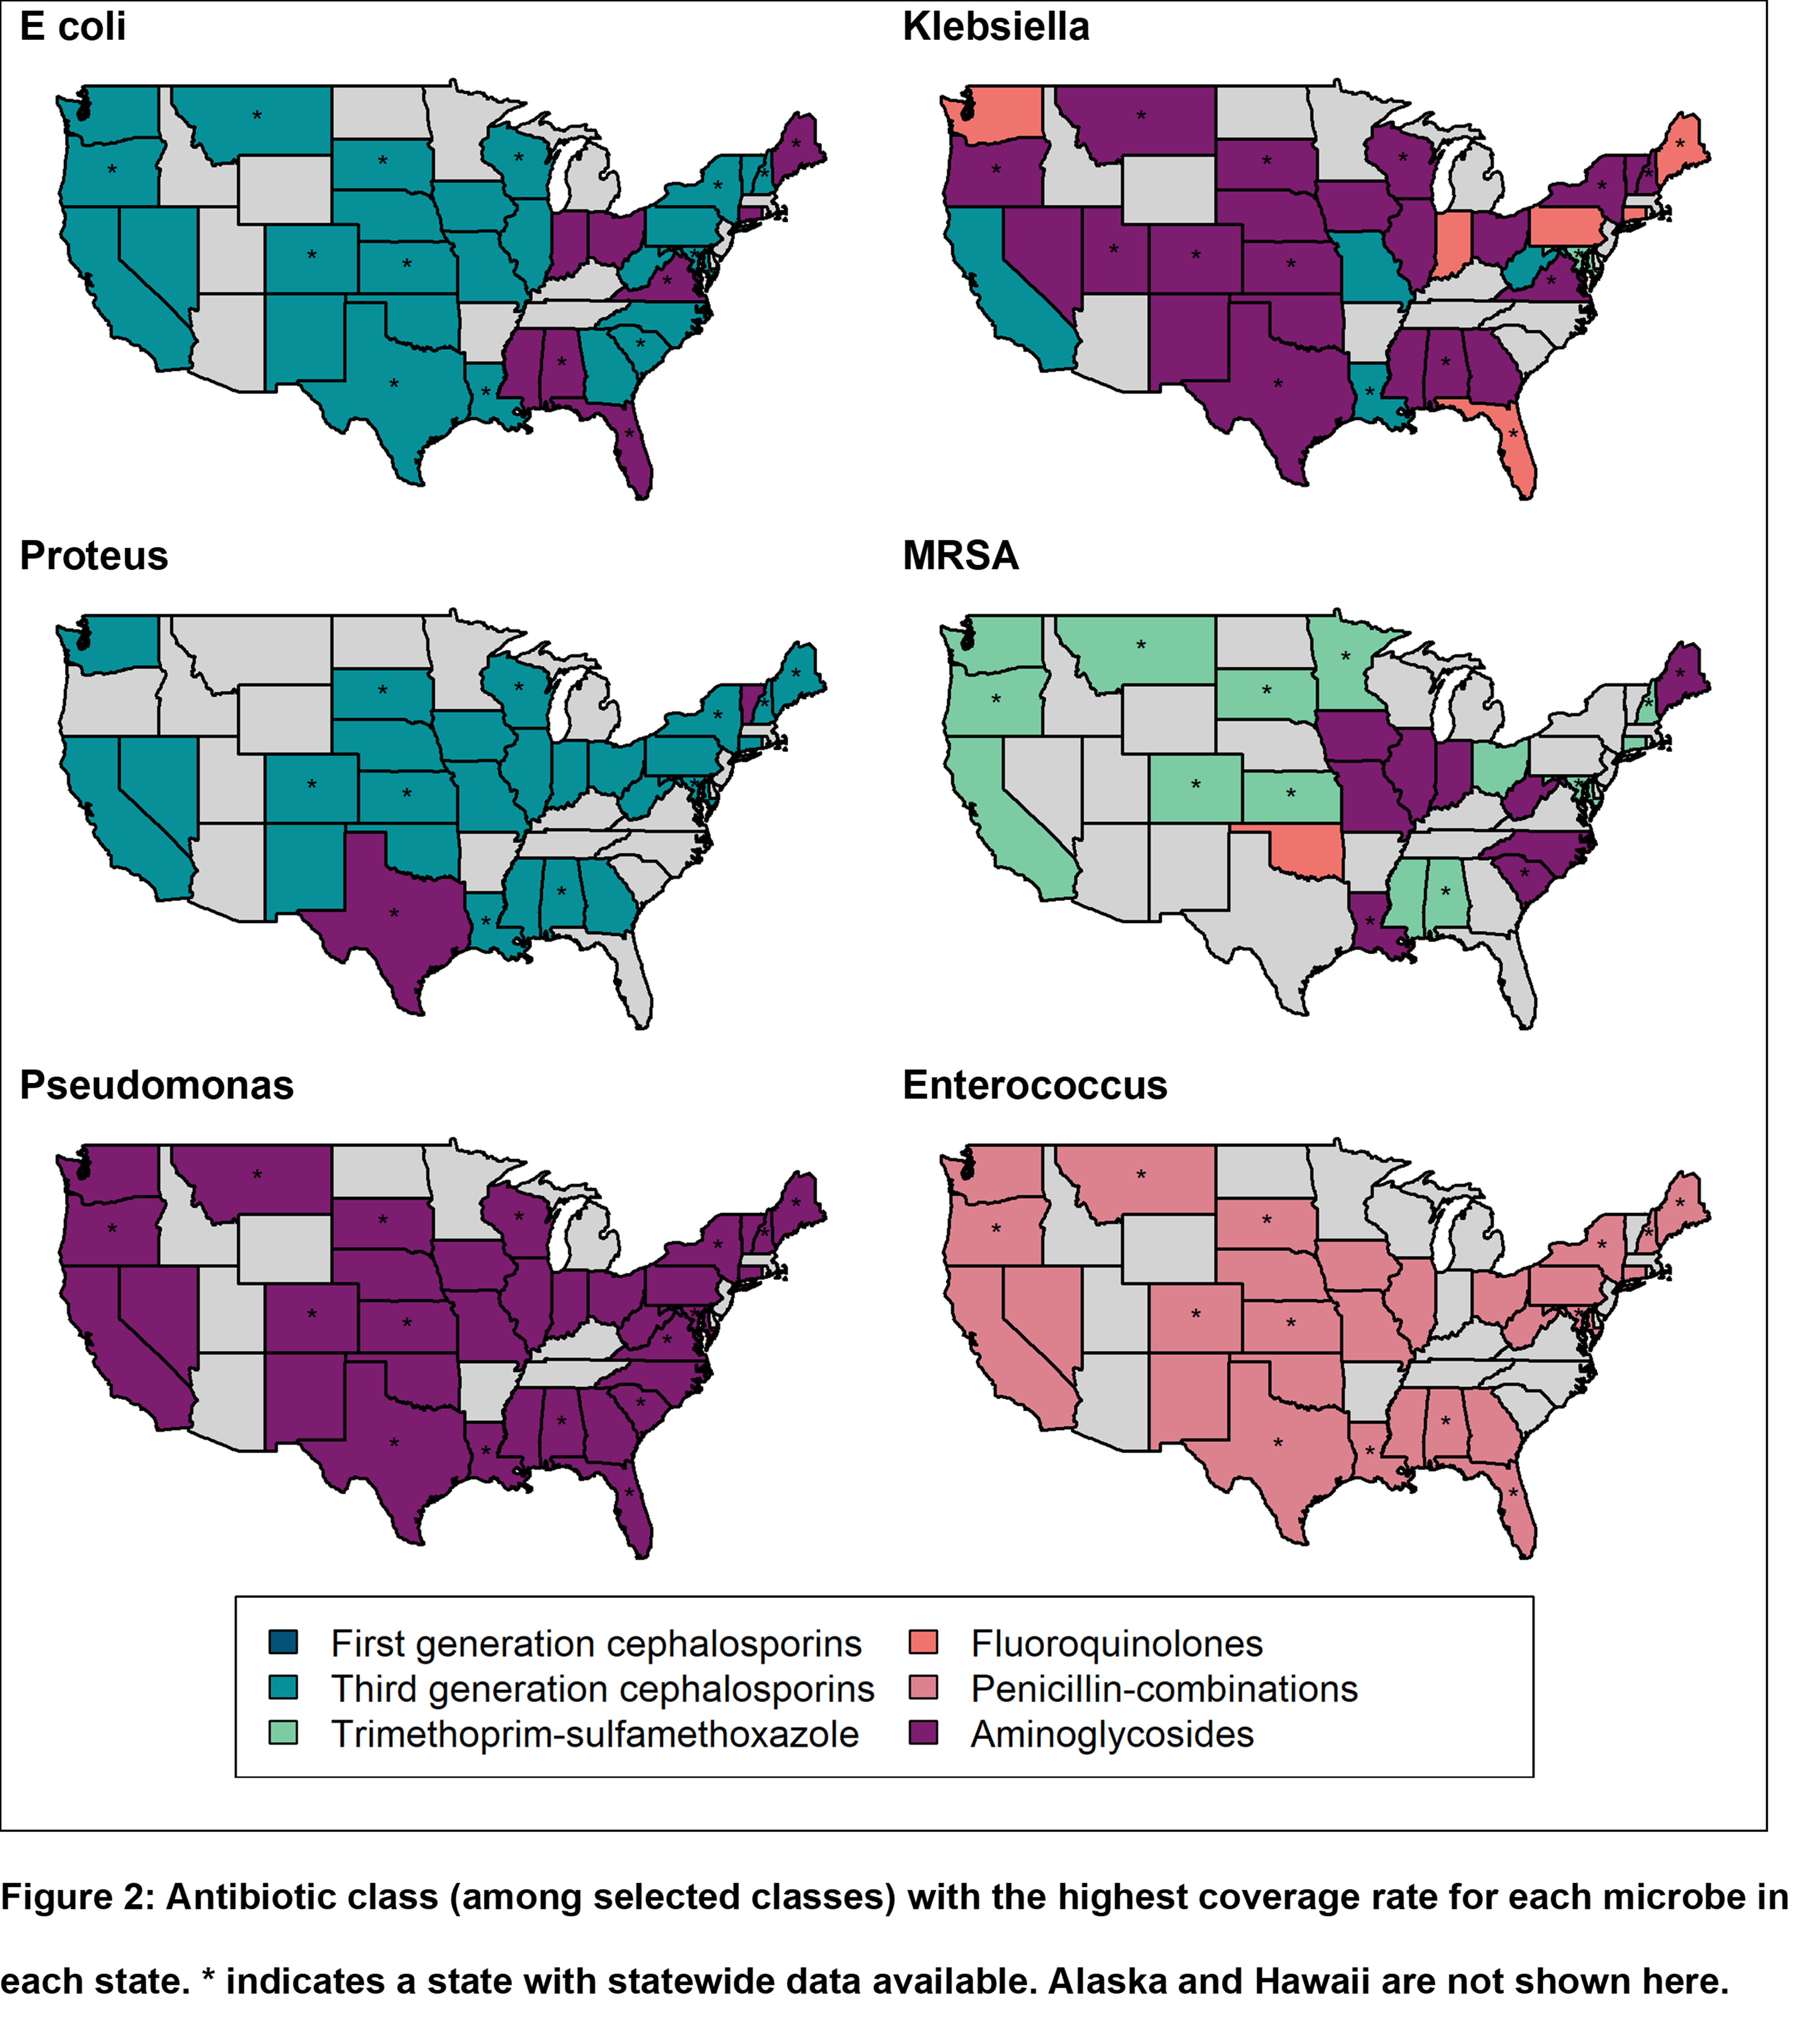 E coli
Klebsiella
Proteus
MRSA
Pseudomonas
Enterococcus
First generation cephalosporins
Third generation cephalosporins
Trimethoprim-sulfamethoxazole
Fluoroquinolones
Penicillin-combinations
Aminoglycosides
Figure 2: Antibiotic class (among selected classes) with the highest coverage rate for each microbe in
each state. * indicates a state with statewide data available. Alaska and Hawaii are not shown here.